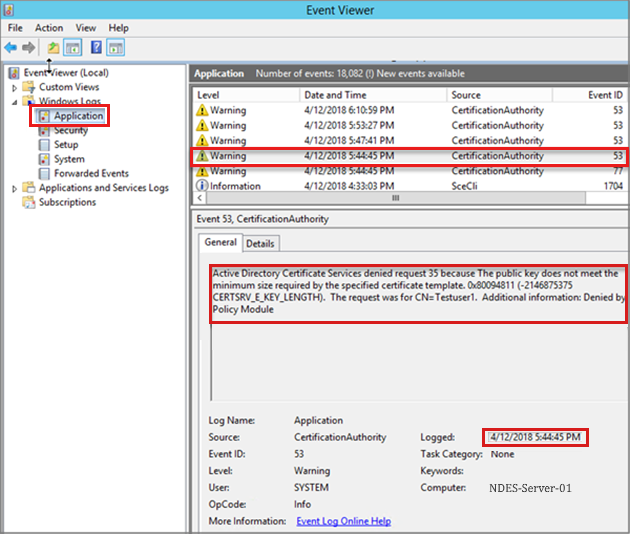 Event Viewer
File Action View Help
Event Viewer (Local)
Custom Views
Windows Logs
Application
Security
Setup
System
Forwarded Events
Applications and Services Logs
Subscriptions
Application Number of events: 18,082 (!) New events available
Level Date and Time Source Event ID
Warning 4/12/2018 6:10:59 PM CertificationAuthority 53
Warning 4/12/2018 5:53:27 PM CertificationAuthority 53
Warning 4/12/2018 5:47:41 PM CertificationAuthority 53
Warning 4/12/2018 5:44:45 PM CertificationAuthority 53
Warning 4/12/2018 5:44:45 PM CertificationAuthority 77
Information 4/12/2018 4:33:03 PM SceCli 1704
Event 53, CertificationAuthority
General Details
Active Directory Certificate Services denied request 35 because The public key does not meet the
minimum size required by the specified certificate template. 0x80094811 (-2146875375
CERTSRV_E_KEY_LENGTH). The request was for CN=Testuser1. Additional information: Denied by
Policy Module
Log Name: Application
Source: CertificationAuthority Logged: 4/12/2018 5:44:45 PM
Event ID: 53 Task Category: None
Level: Warning Keywords:
User: SYSTEM Computer: NDES-Server-01
OpCode: Info
More Information: Event Log Online Help